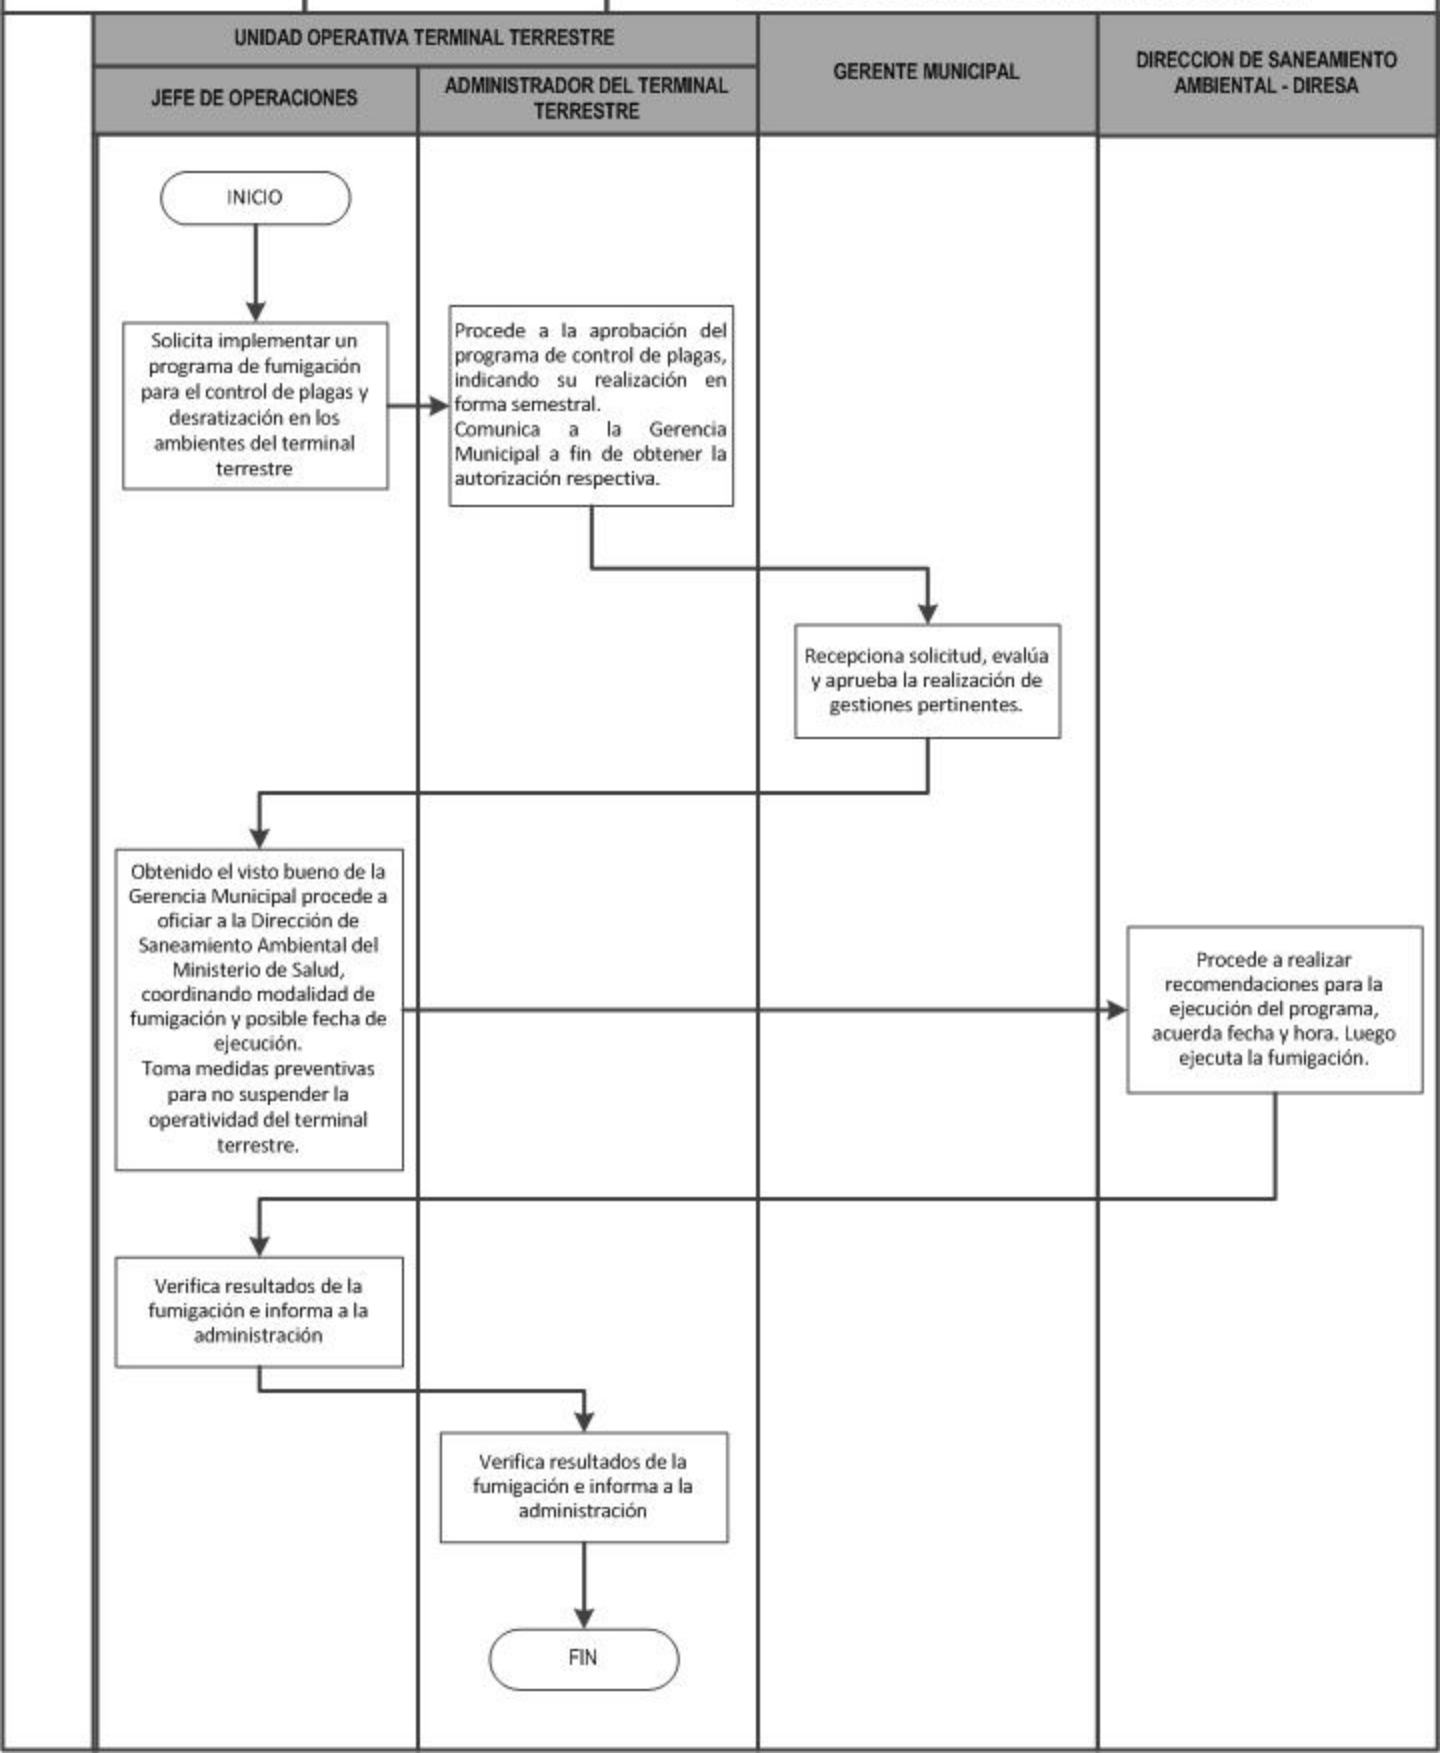 UNIDAD OPERATIVA TERMINAL TERRESTRE
JEFE DE OPERACIONES
ADMINISTRADOR DEL TERMINAL
TERRESTRE
GERENTE MUNICIPAL
DIRECCION DE SANEAMIENTO
AMBIENTAL - DIRESA
INICIO
Solicita implementar un
programa de fumigación
para el control de plagas y
desratización en los
ambientes del terminal
terrestre
Procede a la aprobación del
programa de control de plagas,
indicando su realización en
forma semestral.
Comunica a la Gerencia
Municipal a fin de obtener la
autorización respectiva.
Recepciona solicitud, evalúa
y aprueba la realización de
gestiones pertinentes.
Obtenido el visto bueno de la
Gerencia Municipal procede a
oficiar a la Dirección de
Saneamiento Ambiental del
Ministerio de Salud,
coordinando modalidad de
fumigación y posible fecha de
ejecución.
Toma medidas preventivas
para no suspender la
operatividad del terminal
terrestre.
Procede a realizar
recomendaciones para la
ejecución del programa,
acuerda fecha y hora. Luego
ejecuta la fumigación.
Verifica resultados de la
fumigación e informa a la
administración
Verifica resultados de la
fumigación e informa a la
administración
FIN